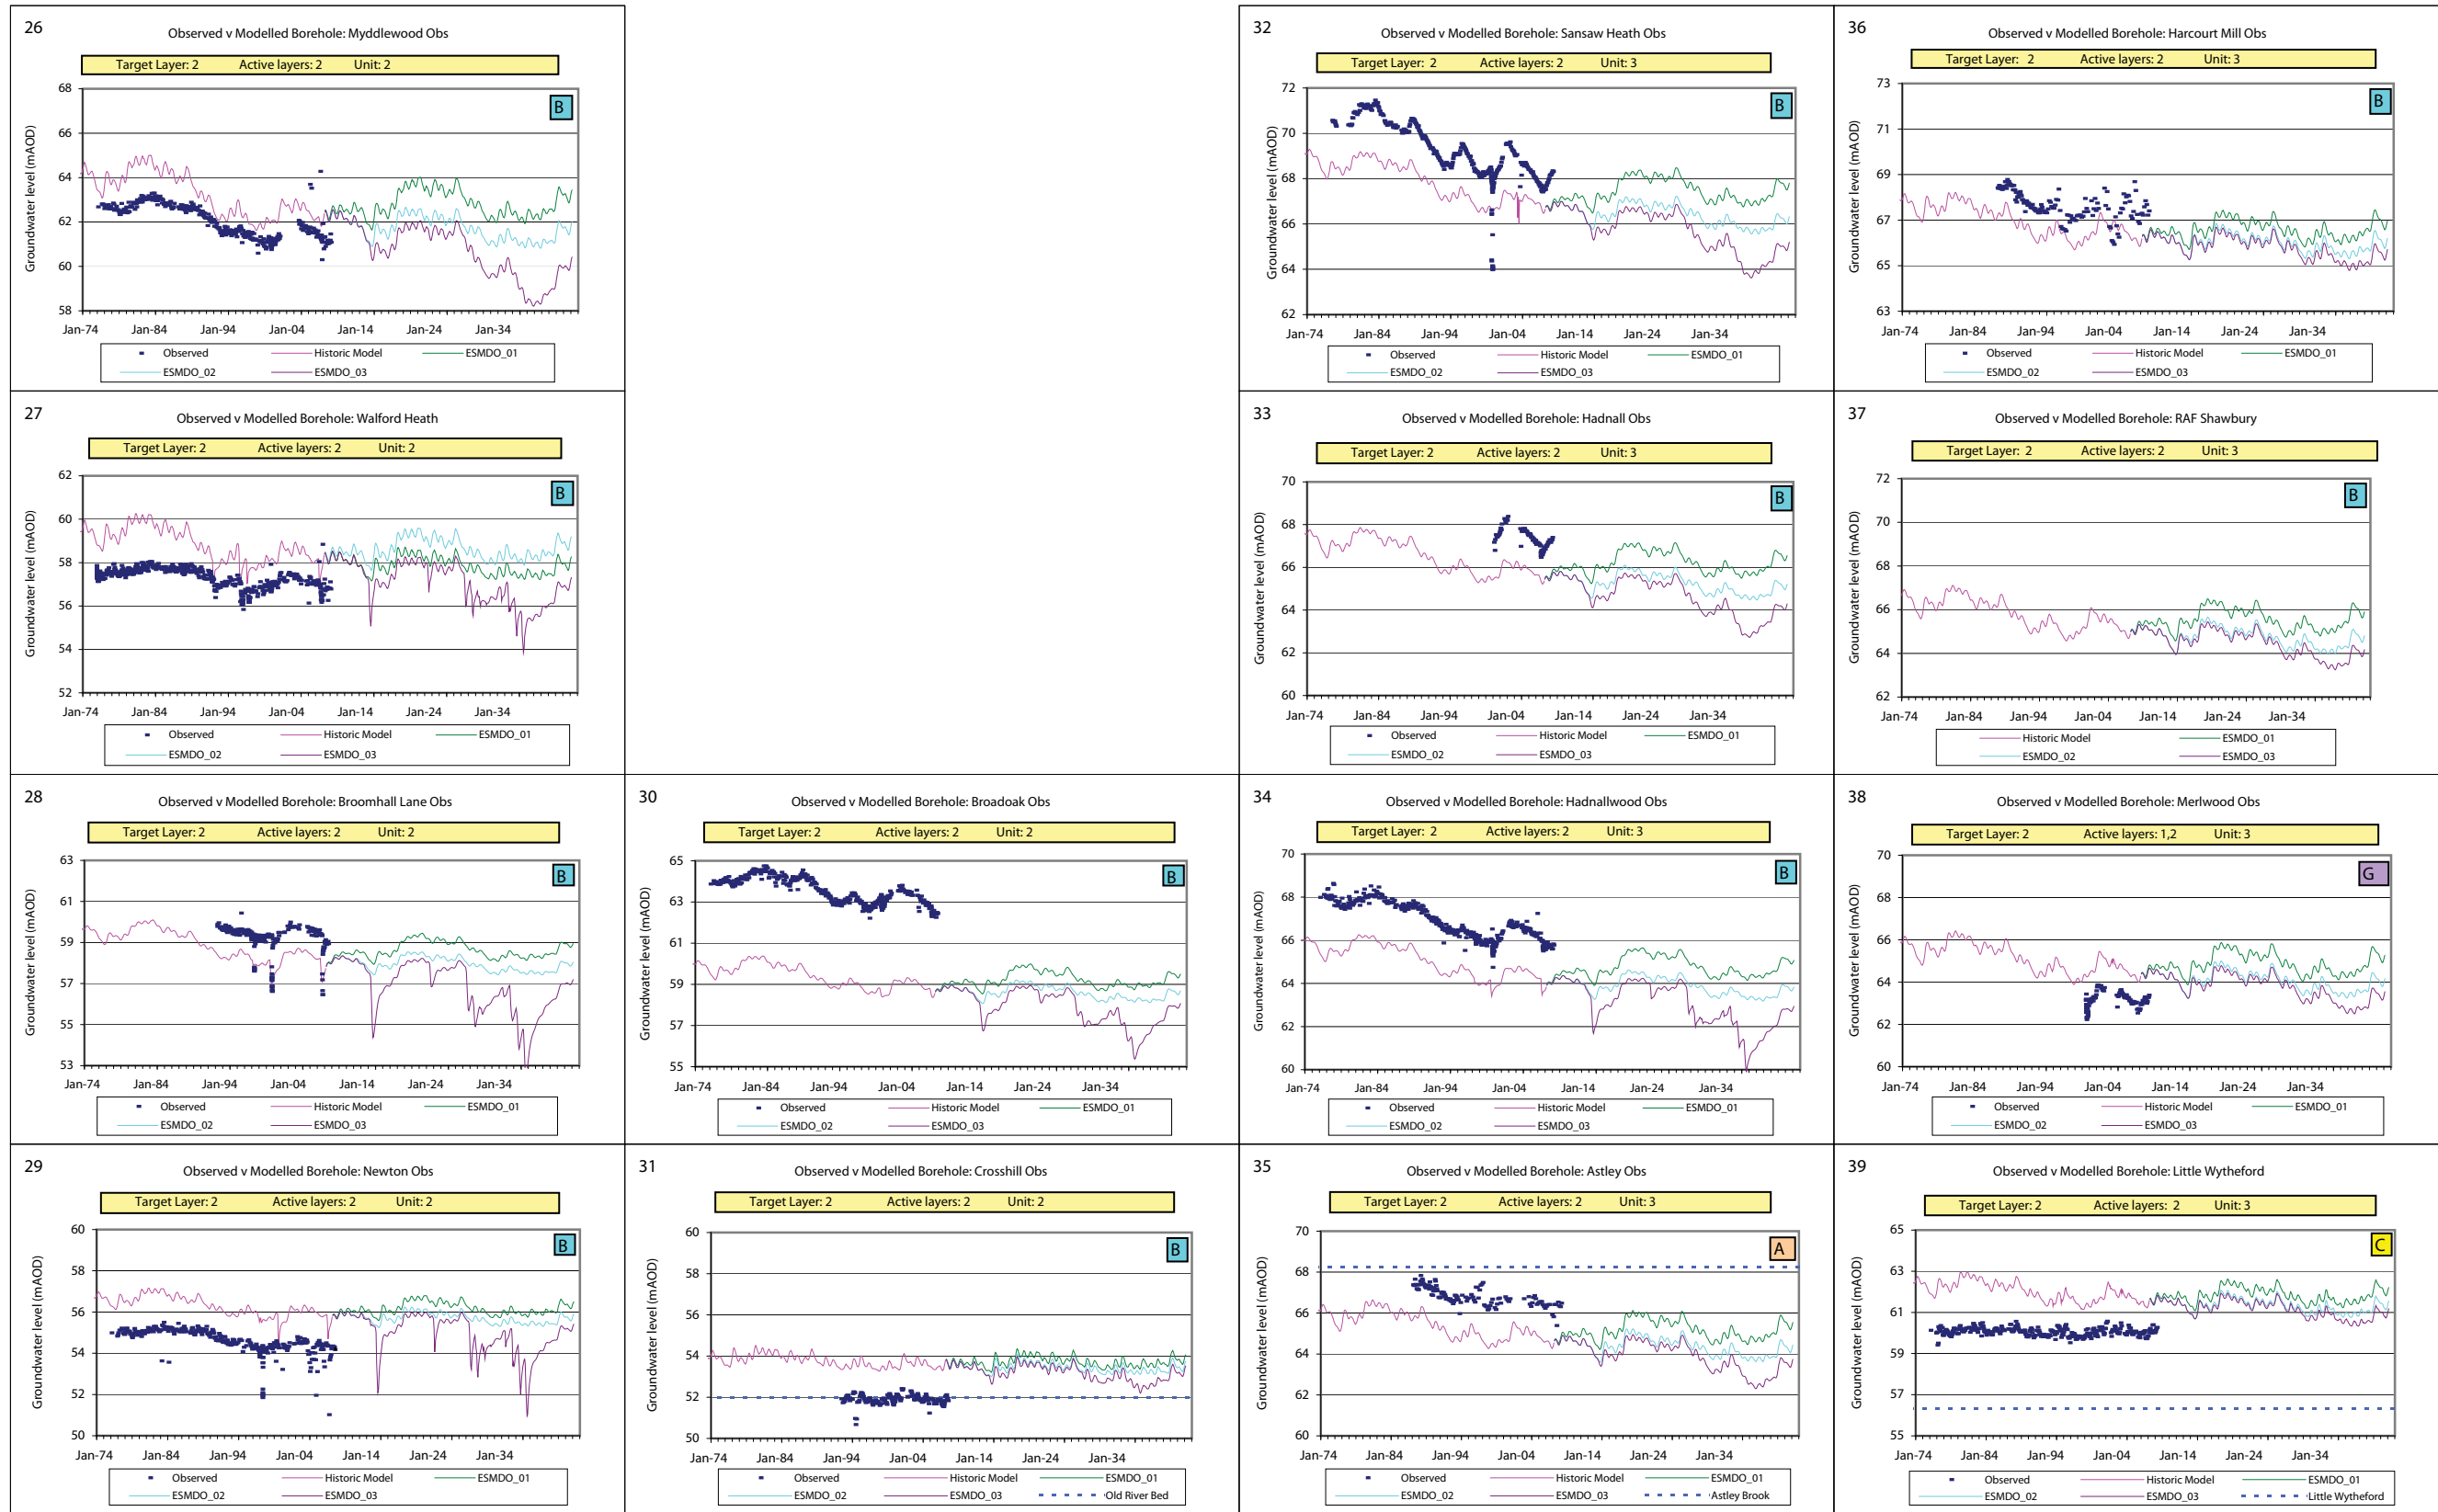 26
Observed v Modelled Borehole: Myddlewood Obs
Target Layer: 2 Active layers: 2 Unit: 2
B
Groundwater level (mAOD)
68
66
64
62
60
58
Jan-74 Jan-84 Jan-94 Jan-04 Jan-14 Jan-24 Jan-34
Observed Historic Model ESMDO_01
ESMDO_02 ESMDO_03
27
Observed v Modelled Borehole: Walford Heath
Target Layer: 2 Active layers: 2 Unit: 2
B
Groundwater level (mAOD)
62
60
58
56
54
52
Jan-74 Jan-84 Jan-94 Jan-04 Jan-14 Jan-24 Jan-34
Observed Historic Model ESMDO_01
ESMDO_02 ESMDO_03
28
Observed v Modelled Borehole: Broomhall Lane Obs
Target Layer: 2 Active layers: 2 Unit: 2
B
Groundwater level (mAOD)
63
61
59
57
55
53
Jan-74 Jan-84 Jan-94 Jan-04 Jan-14 Jan-24 Jan-34
Observed Historic Model ESMDO_01
ESMDO_02 ESMDO_03
29
Observed v Modelled Borehole: Newton Obs
Target Layer: 2 Active layers: 2 Unit: 2
B
Groundwater level (mAOD)
60
58
56
54
52
50
Jan-74 Jan-84 Jan-94 Jan-04 Jan-14 Jan-24 Jan-34
Observed Historic Model ESMDO_01
ESMDO_02 ESMDO_03
30
Observed v Modelled Borehole: Broadoak Obs
Target Layer: 2 Active layers: 2 Unit: 2
B
Groundwater level (mAOD)
65
63
61
59
57
55
Jan-74 Jan-84 Jan-94 Jan-04 Jan-14 Jan-24 Jan-34
Observed Historic Model ESMDO_01
ESMDO_02 ESMDO_03
31
Observed v Modelled Borehole: Crosshill Obs
Target Layer: 2 Active layers: 2 Unit: 2
B
Groundwater level (mAOD)
60
58
56
54
52
50
Jan-74 Jan-84 Jan-94 Jan-04 Jan-14 Jan-24 Jan-34
Observed Historic Model ESMDO_01
ESMDO_02 ESMDO_03 Old River Bed
32
Observed v Modelled Borehole: Sansaw Heath Obs
Target Layer: 2 Active layers: 2 Unit: 3
B
Groundwater level (mAOD)
72
70
68
66
64
62
Jan-74 Jan-84 Jan-94 Jan-04 Jan-14 Jan-24 Jan-34
Observed Historic Model ESMDO_01
ESMDO_02 ESMDO_03
33
Observed v Modelled Borehole: Hadnall Obs
Target Layer: 2 Active layers: 2 Unit: 3
B
Groundwater level (mAOD)
70
68
66
64
62
60
Jan-74 Jan-84 Jan-94 Jan-04 Jan-14 Jan-24 Jan-34
Observed Historic Model ESMDO_01
ESMDO_02 ESMDO_03
34
Observed v Modelled Borehole: Hadnallwood Obs
Target Layer: 2 Active layers: 2 Unit: 3
B
Groundwater level (mAOD)
70
68
66
64
62
60
Jan-74 Jan-84 Jan-94 Jan-04 Jan-14 Jan-24 Jan-34
Observed Historic Model ESMDO_01
ESMDO_02 ESMDO_03
35
Observed v Modelled Borehole: Astley Obs
Target Layer: 2 Active layers: 2 Unit: 3
A
Groundwater level (mAOD)
70
68
66
64
62
60
Jan-74 Jan-84 Jan-94 Jan-04 Jan-14 Jan-24 Jan-34
Observed Historic Model ESMDO_01
ESMDO_02 ESMDO_03 Astley Brook
36
Observed v Modelled Borehole: Harcourt Mill Obs
Target Layer: 2 Active layers: 2 Unit: 3
B
Groundwater level (mAOD)
73
71
69
67
65
63
Jan-74 Jan-84 Jan-94 Jan-04 Jan-14 Jan-24 Jan-34
Observed Historic Model ESMDO_01
ESMDO_02 ESMDO_03
37
Observed v Modelled Borehole: RAF Shawbury
Target Layer: 2 Active layers: 2 Unit: 3
B
Groundwater level (mAOD)
72
70
68
66
64
62
Jan-74 Jan-84 Jan-94 Jan-04 Jan-14 Jan-24 Jan-34
Historic Model ESMDO_01
ESMDO_02 ESMDO_03
38
Observed v Modelled Borehole: Merlwood Obs
Target Layer: 2 Active layers: 1,2 Unit: 3
G
Groundwater level (mAOD)
70
68
66
64
62
60
Jan-74 Jan-84 Jan-94 Jan-04 Jan-14 Jan-24 Jan-34
Observed Historic Model ESMDO_01
ESMDO_02 ESMDO_03
39
Observed v Modelled Borehole: Little Wytheford
Target Layer: 2 Active layers: 2 Unit: 3
C
Groundwater level (mAOD)
65
63
61
59
57
55
Jan-74 Jan-84 Jan-94 Jan-04 Jan-14 Jan-24 Jan-34
Observed Historic Model ESMDO_01
ESMDO_02 ESMDO_03 Little Wytheford